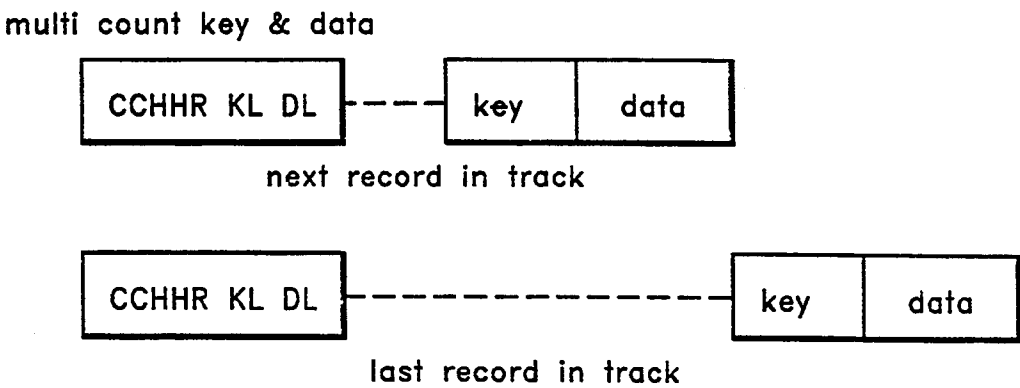 multi count key & data
CCHHR KL DL key data
next record in track
CCHHR KL DL key data
last record in track